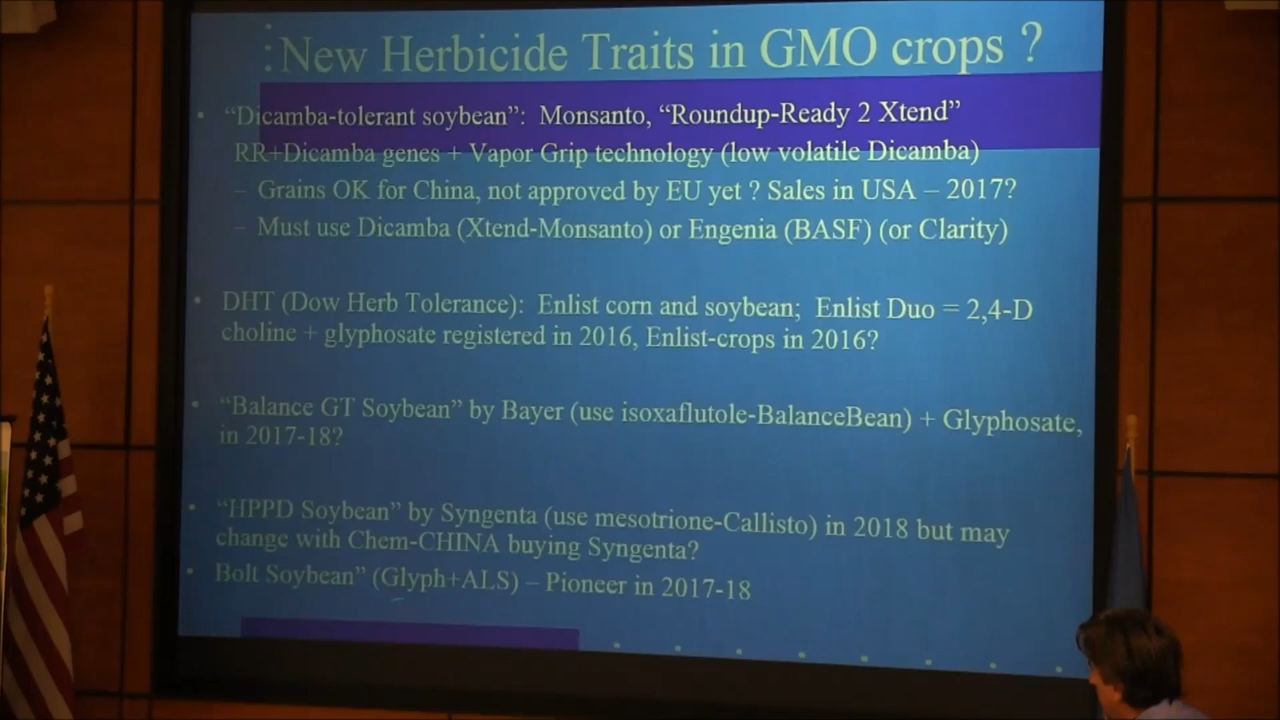 New Herbicide Traits in GMO crops ?
• “Dicamba-tolerant soybean”: Monsanto, “Roundup-Ready 2 Xtend”
RR+Dicamba genes + Vapor Grip technology (low volatile Dicamba)
– Grains OK for China, not approved by EU yet ? Sales in USA – 2017?
– Must use Dicamba (Xtend-Monsanto) or Engenia (BASF) (or Clarity)
• DHT (Dow Herb Tolerance): Enlist corn and soybean; Enlist Duo = 2,4-D
choline + glyphosate registered in 2016, Enlist-crops in 2016?
• “Balance GT Soybean” by Bayer (use isoxaflutole-BalanceBean) + Glyphosate,
in 2017-18?
• “HPPD Soybean” by Syngenta (use mesotrione-Callisto) in 2018 but may
change with Chem-CHINA buying Syngenta?
• Bolt Soybean” (Glyph+ALS) – Pioneer in 2017-18